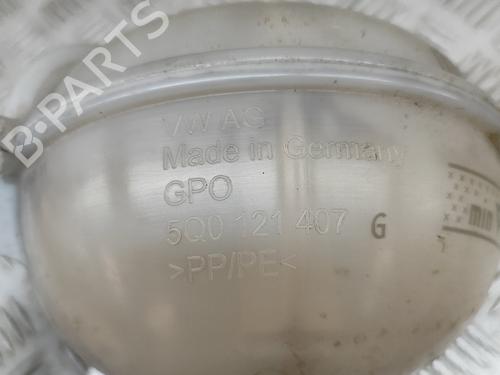 B-PARTS
VW AG
Made in Germany
GPO
5Q0 121 407 G
>PP/PE<
min